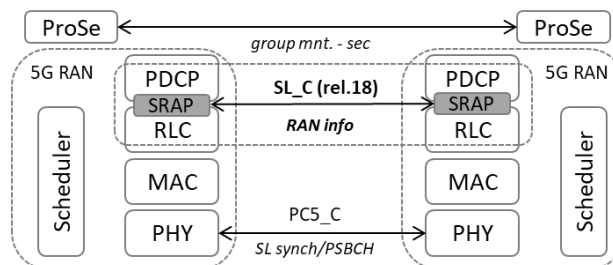 ProSe
ProSe
group mnt. - sec
5G RAN
5G RAN
PDCP
PDCP
SL_C (rel.18)
SRAP
SRAP
RAN info
RLC
RLC
Scheduler
Scheduler
MAC
MAC
PC5_C
PHY
PHY
SL synch/PSBCH